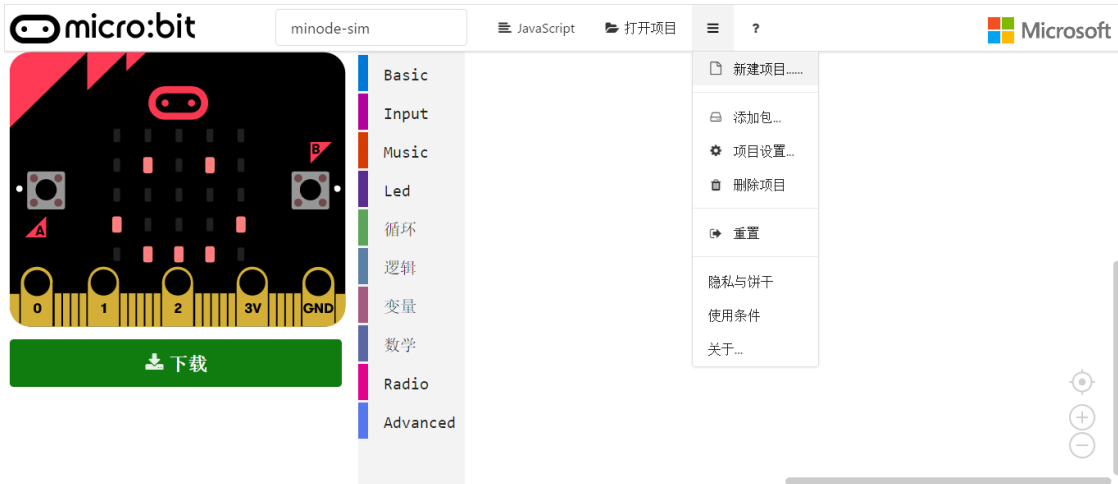 micro:bit
minode-sim
JavaScript
打开项目
?
Microsoft
新建项目......
添加包...
项目设置...
删除项目
重置
隐私与饼干
使用条件
关于...
B
A
0
1
2
3V
GND
下载
Basic
Input
Music
Led
循环
逻辑
变量
数学
Radio
Advanced